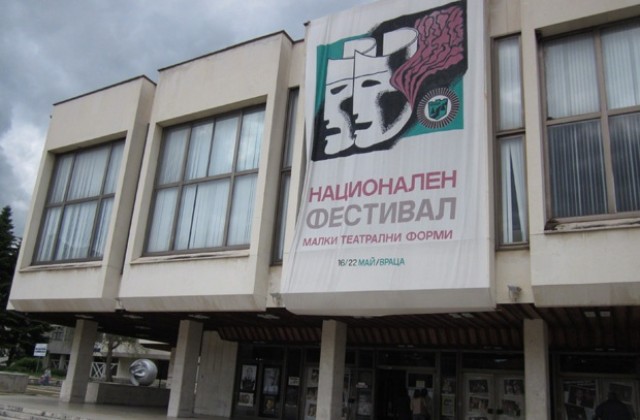 НАЦИОНАЛЕН
ФЕСТИВАЛ
МАЛКИ ТЕАТРАЛНИ ФОРМИ
16/22 МАЙ/ВРАЦА